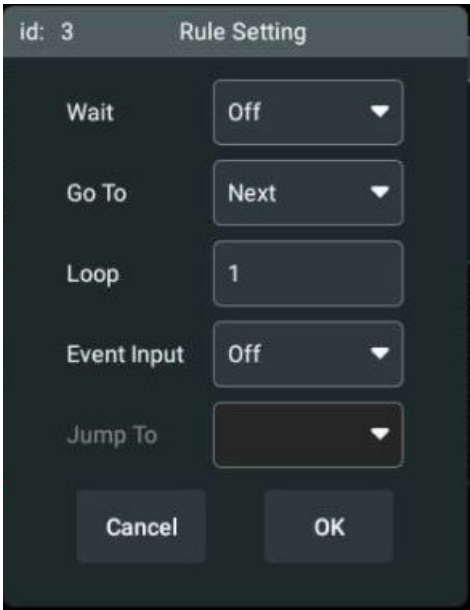 id: 3 Rule Setting
Wait Off
Go To Next
Loop 1
Event Input Off
Jump To
Cancel OK